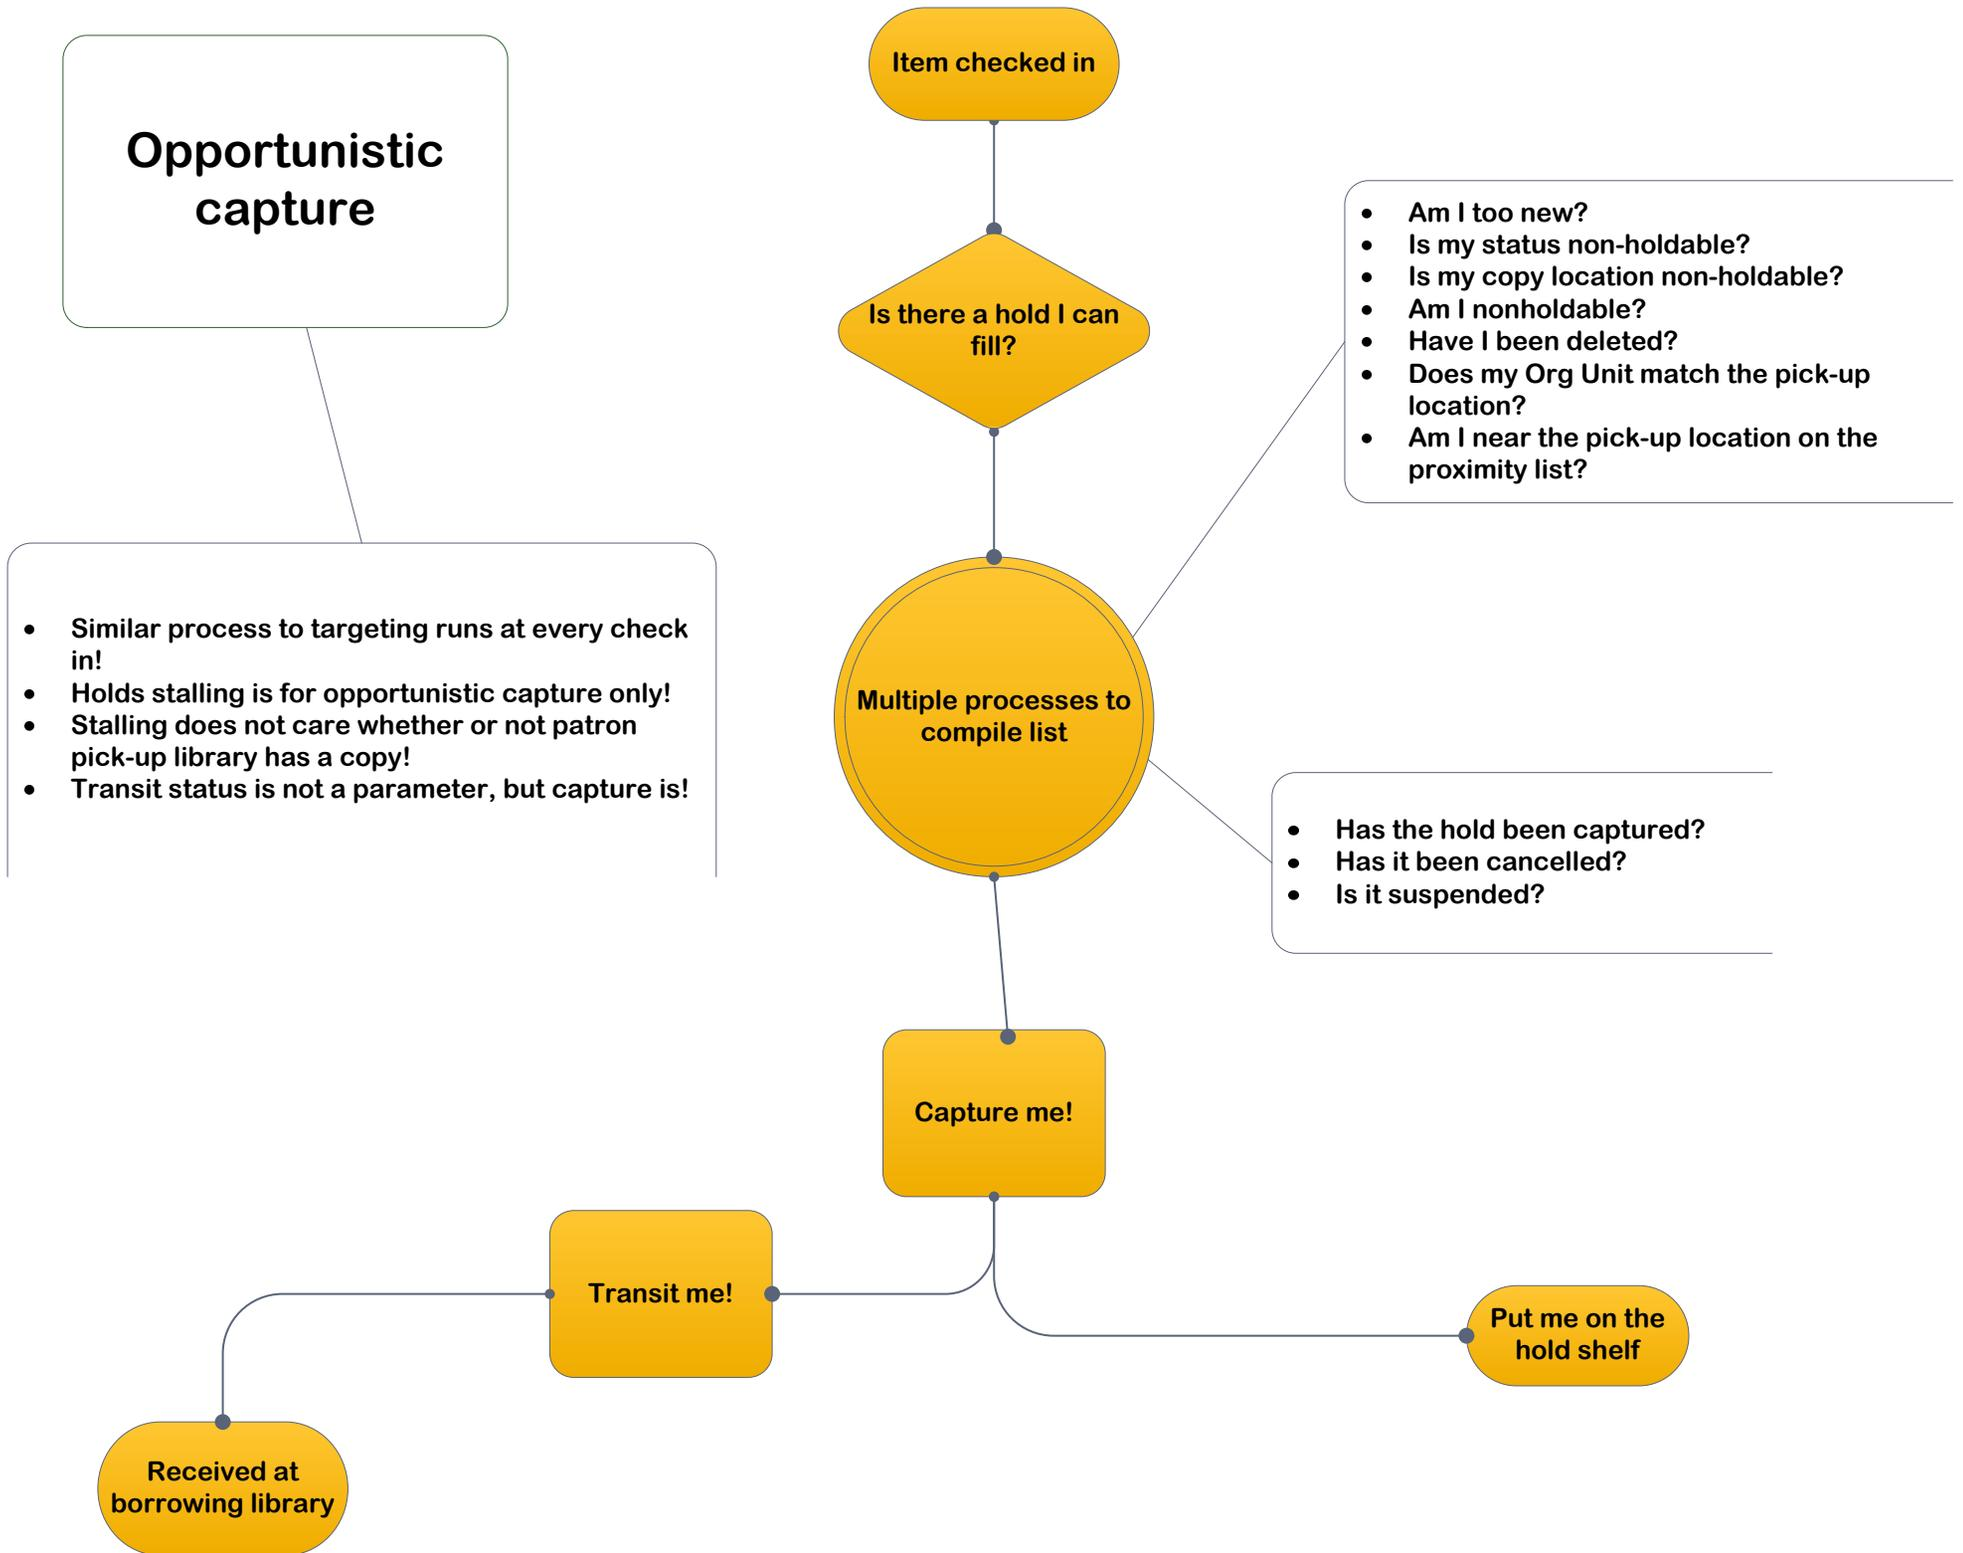 Opportunistic
capture
Item checked in
Is there a hold I can
fill?
• Am I too new?
• Is my status non-holdable?
• Is my copy location non-holdable?
• Am I nonholdable?
• Have I been deleted?
• Does my Org Unit match the pick-up
location?
• Am I near the pick-up location on the
proximity list?
• Similar process to targeting runs at every check
in!
• Holds stalling is for opportunistic capture only!
• Stalling does not care whether or not patron
pick-up library has a copy!
• Transit status is not a parameter, but capture is!
Multiple processes to
compile list
• Has the hold been captured?
• Has it been cancelled?
• Is it suspended?
Capture me!
Transit me!
Put me on the
hold shelf
Received at
borrowing library